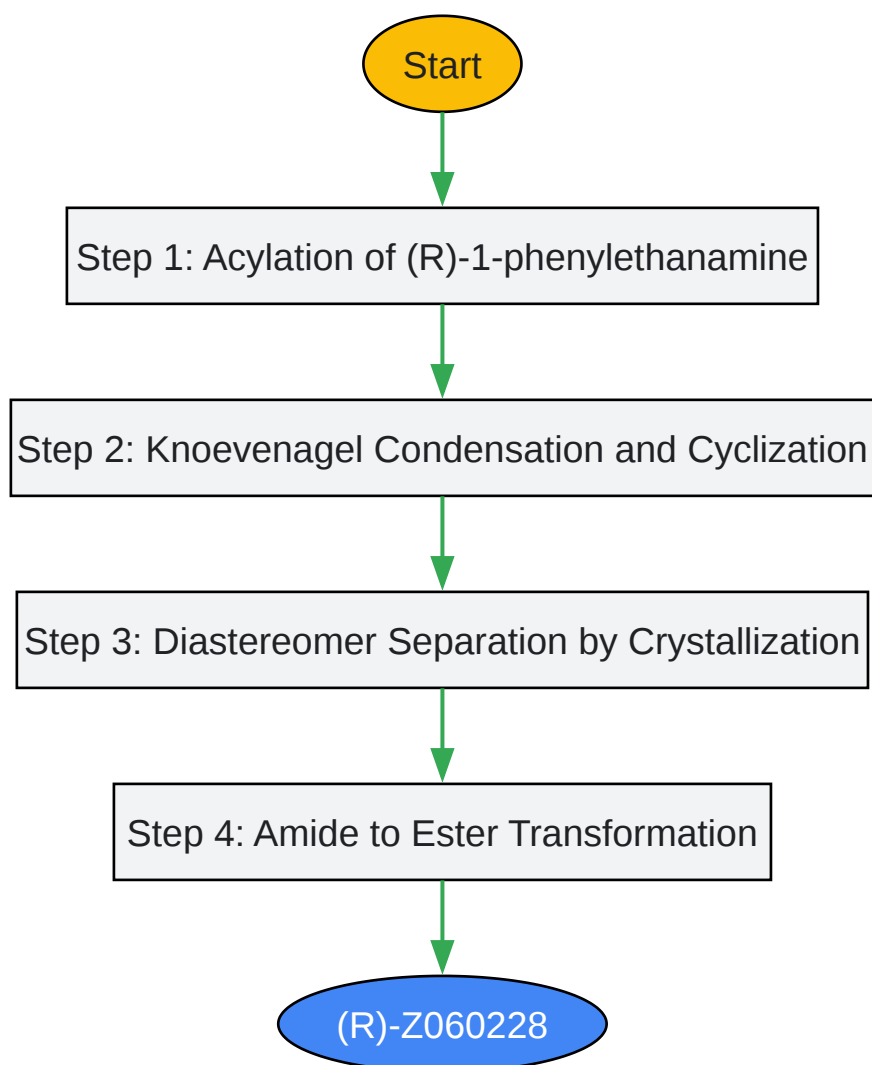 Start
Step 1: Acylation of (R)-1-phenylethanamine
Step 2: Knoevenagel Condensation and Cyclization
Step 3: Diastereomer Separation by Crystallization
Step 4: Amide to Ester Transformation
(R)-Z060228